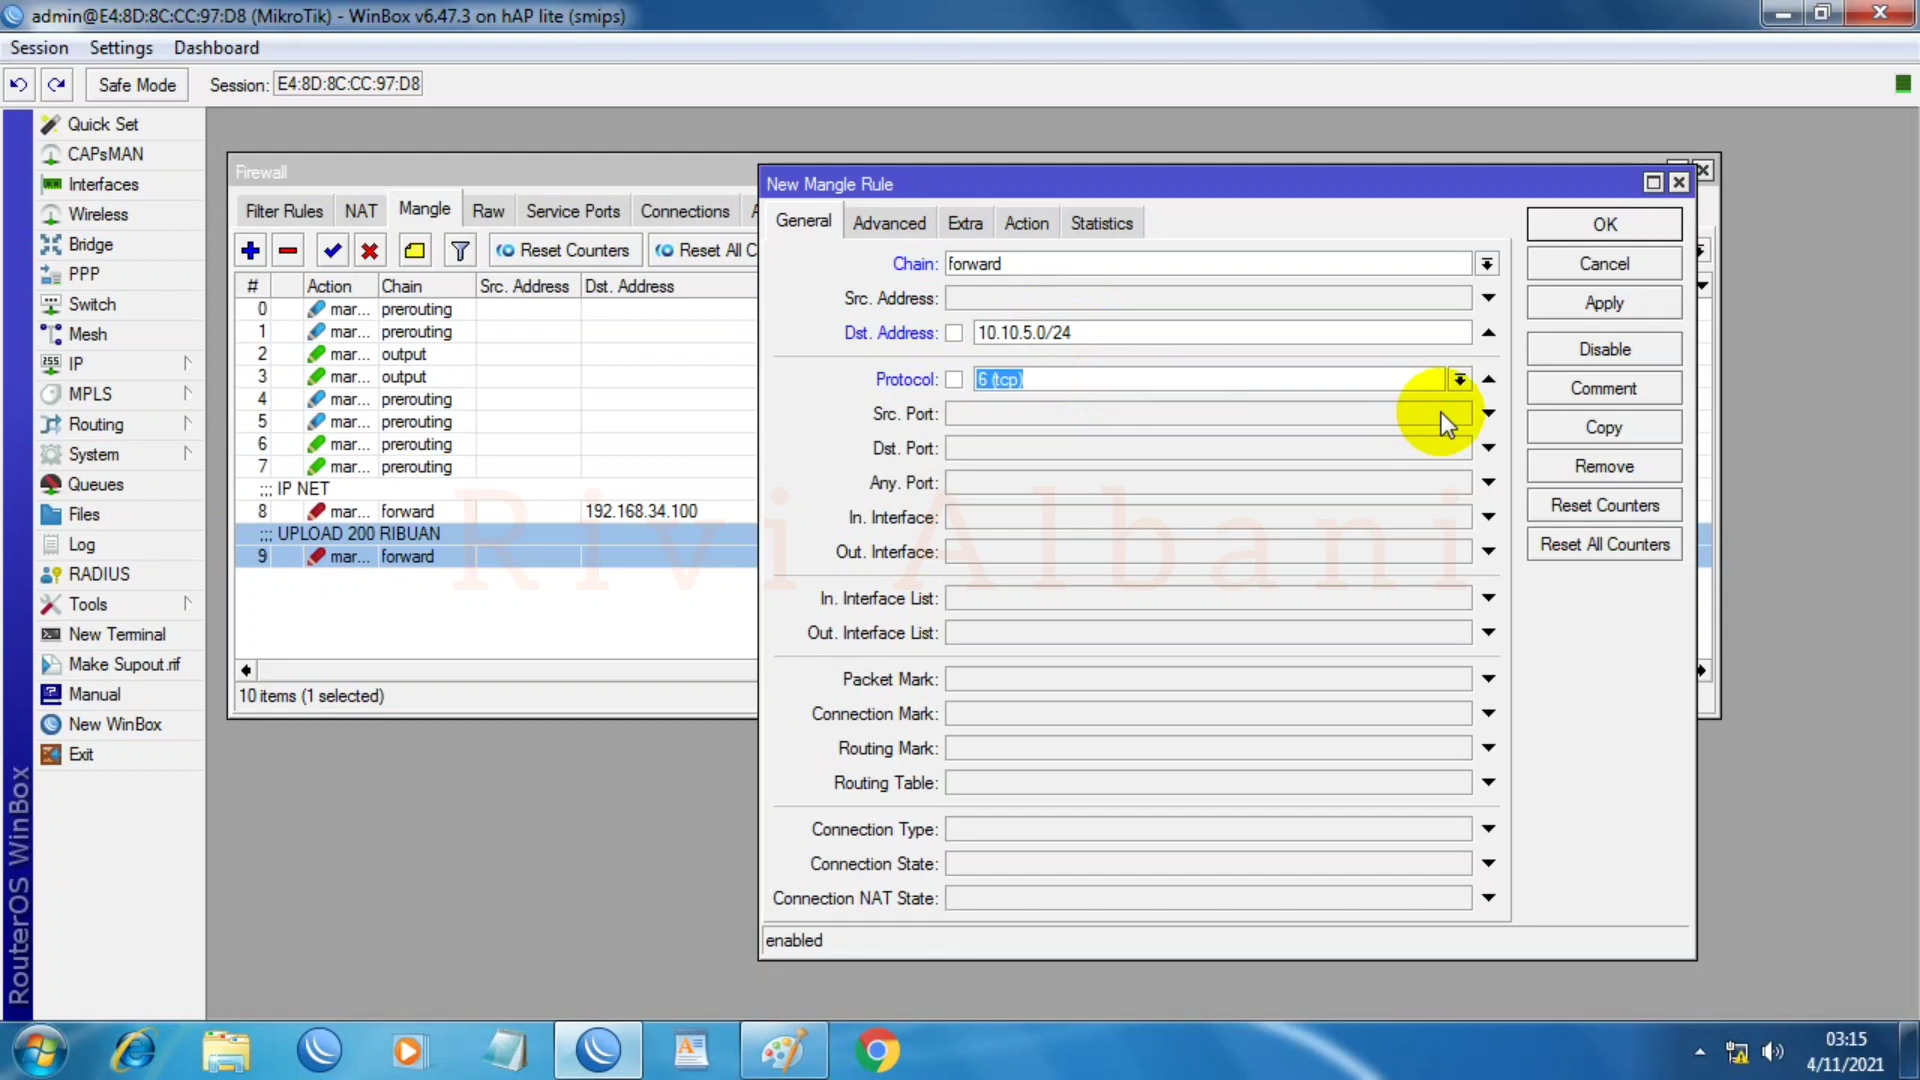 admin@E4:8D:8C:CC:97:D8 (MikroTik) - WinBox v6.47.3 on hAP lite (smips)
Session Settings Dashboard
Safe Mode Session: E4:8D:8C:CC:97:D8
Quick Set
CAPsMAN
Interfaces
Wireless
Bridge
PPP
Switch
Mesh
IP
MPLS
Routing
System
Queues
Files
Log
RADIUS
Tools
New Terminal
Make Supout.rif
Manual
New WinBox
Exit
RouterOS WinBox
Firewall
Filter Rules NAT Mangle Raw Service Ports Connections
Reset Counters Reset All C
# Action Chain Src. Address Dst. Address
0 mar... prerouting
1 mar... prerouting
2 mar... output
3 mar... output
4 mar... prerouting
5 mar... prerouting
6 mar... prerouting
7 mar... prerouting
::: IP NET
8 mar... forward 192.168.34.100
::: UPLOAD 200 RIBUAN
9 mar... forward
10 items (1 selected)
New Mangle Rule
General Advanced Extra Action Statistics
Chain: forward
Src. Address:
Dst. Address: 10.10.5.0/24
Protocol: 6 (tcp)
Src. Port:
Dst. Port:
Any. Port:
In. Interface:
Out. Interface:
In. Interface List:
Out. Interface List:
Packet Mark:
Connection Mark:
Routing Mark:
Routing Table:
Connection Type:
Connection State:
Connection NAT State:
enabled
OK
Cancel
Apply
Disable
Comment
Copy
Remove
Reset Counters
Reset All Counters
Rivi Albani
03:15
4/11/2021